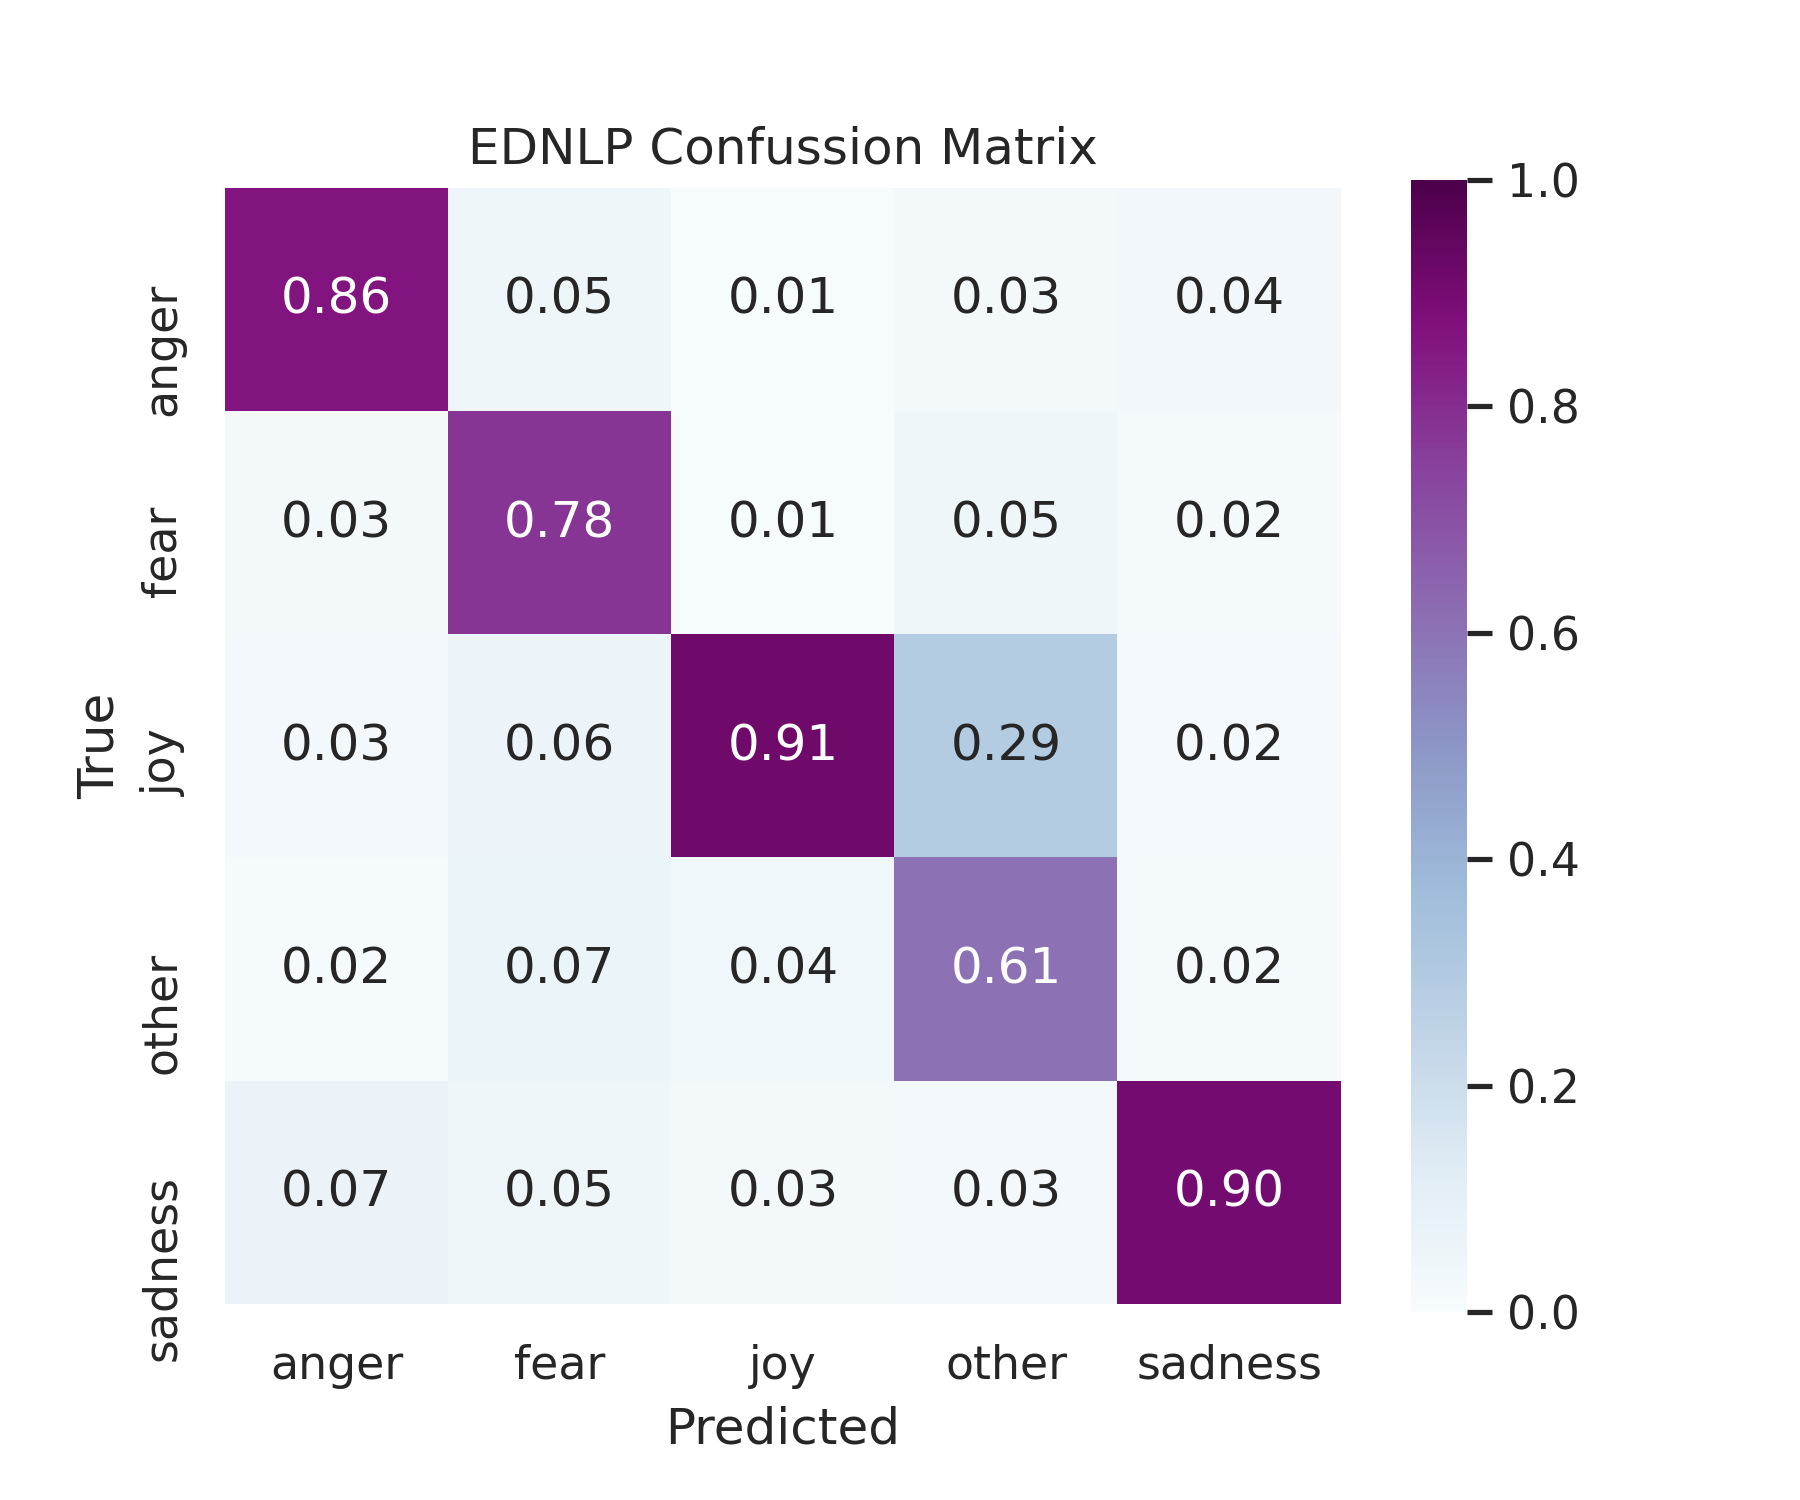 EDNLP Confussion Matrix
anger 0.86 0.05 0.01 0.03 0.04
fear 0.03 0.78 0.01 0.05 0.02
joy 0.03 0.06 0.91 0.29 0.02
other 0.02 0.07 0.04 0.61 0.02
sadness 0.07 0.05 0.03 0.03 0.90
True
anger fear joy other sadness
Predicted
1.0
0.8
0.6
0.4
0.2
0.0